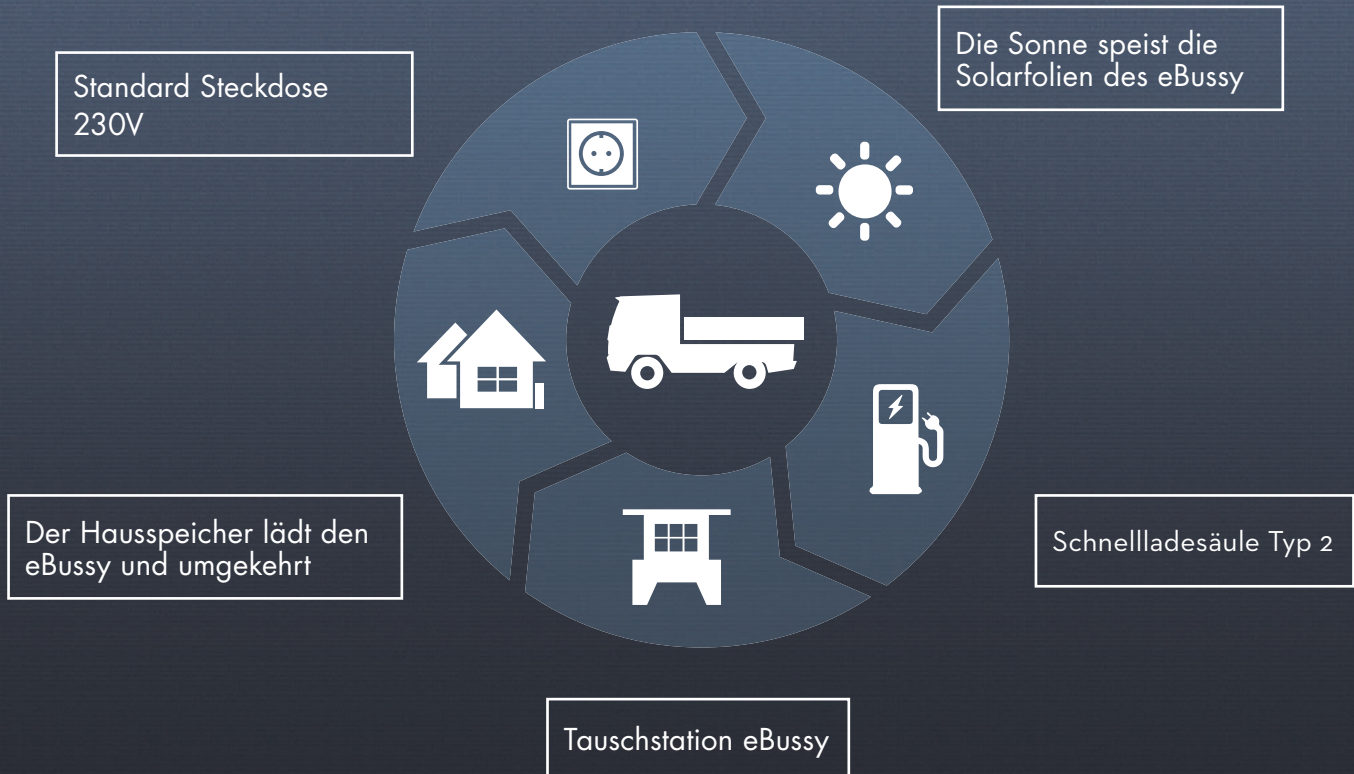 Standard Steckdose
230V
Die Sonne speist die
Solarfolien des eBussy
Der Hausspeicher lädt den
eBussy und umgekehrt
Schnellladesäule Typ 2
Tauschstation eBussy